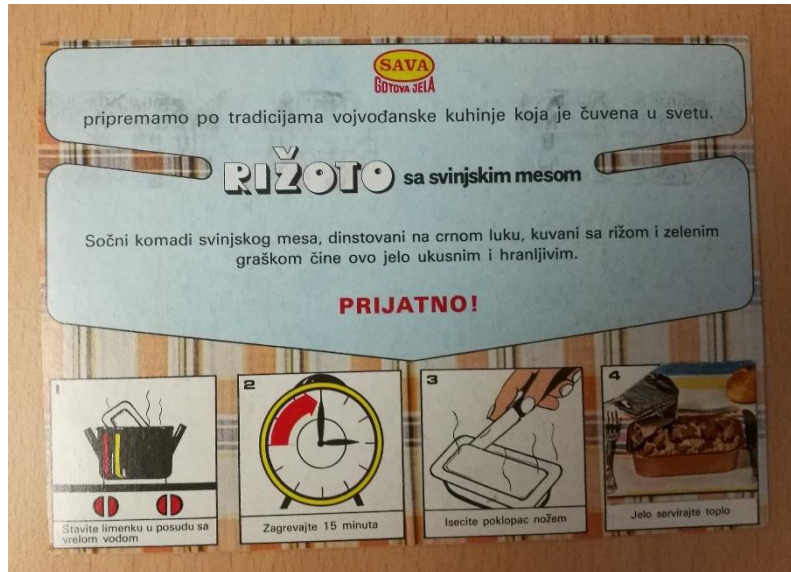 SAVA
GOTOVA JELA
pripremamo po tradicijama vojvođanske kuhinje koja je čuvena u svetu.
RIŽOTO sa svinjskim mesom
Sočni komadi svinjskog mesa, dinstovani na crnom luku, kuvani sa rižom i zelenim
graškom čine ovo jelo ukusnim i hranljivim.
PRIJATNO!
1
Stavite limenku u posudu sa
vrelom vodom
2
Zagrevajte 15 minuta
3
Isecite poklopac nožem
4
Jelo servirajte toplo